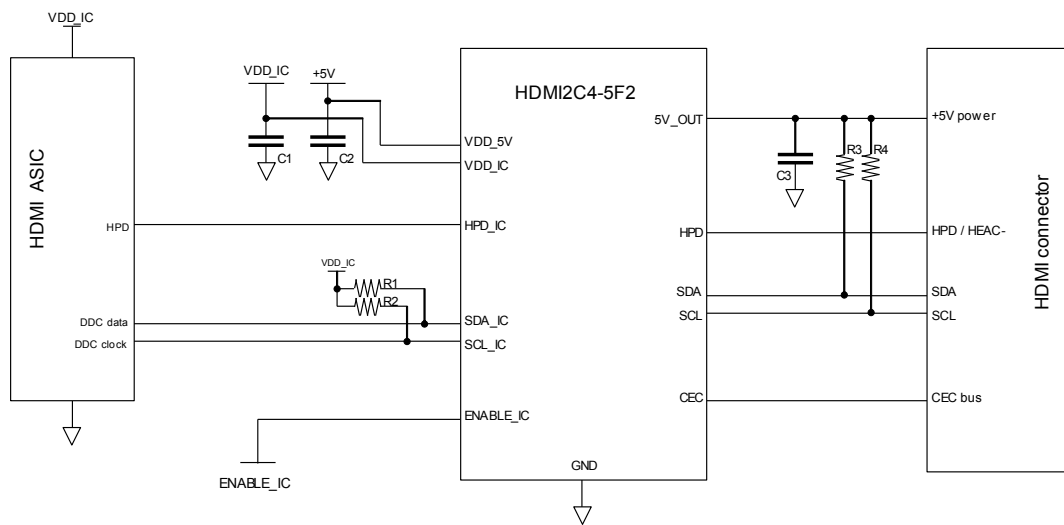 VDD_IC
HDMI ASIC
HPD
DDC data
DDC clock
VDD_IC
+5V
C1
C2
VDD_IC
R1
R2
ENABLE_IC
HDMI2C4-5F2
VDD_5V
VDD_IC
HPD_IC
SDA_IC
SCL_IC
ENABLE_IC
GND
5V_OUT
HPD
SDA
SCL
CEC
C3
R3
R4
+5V power
HPD / HEAC-
SDA
SCL
CEC bus
HDMI connector